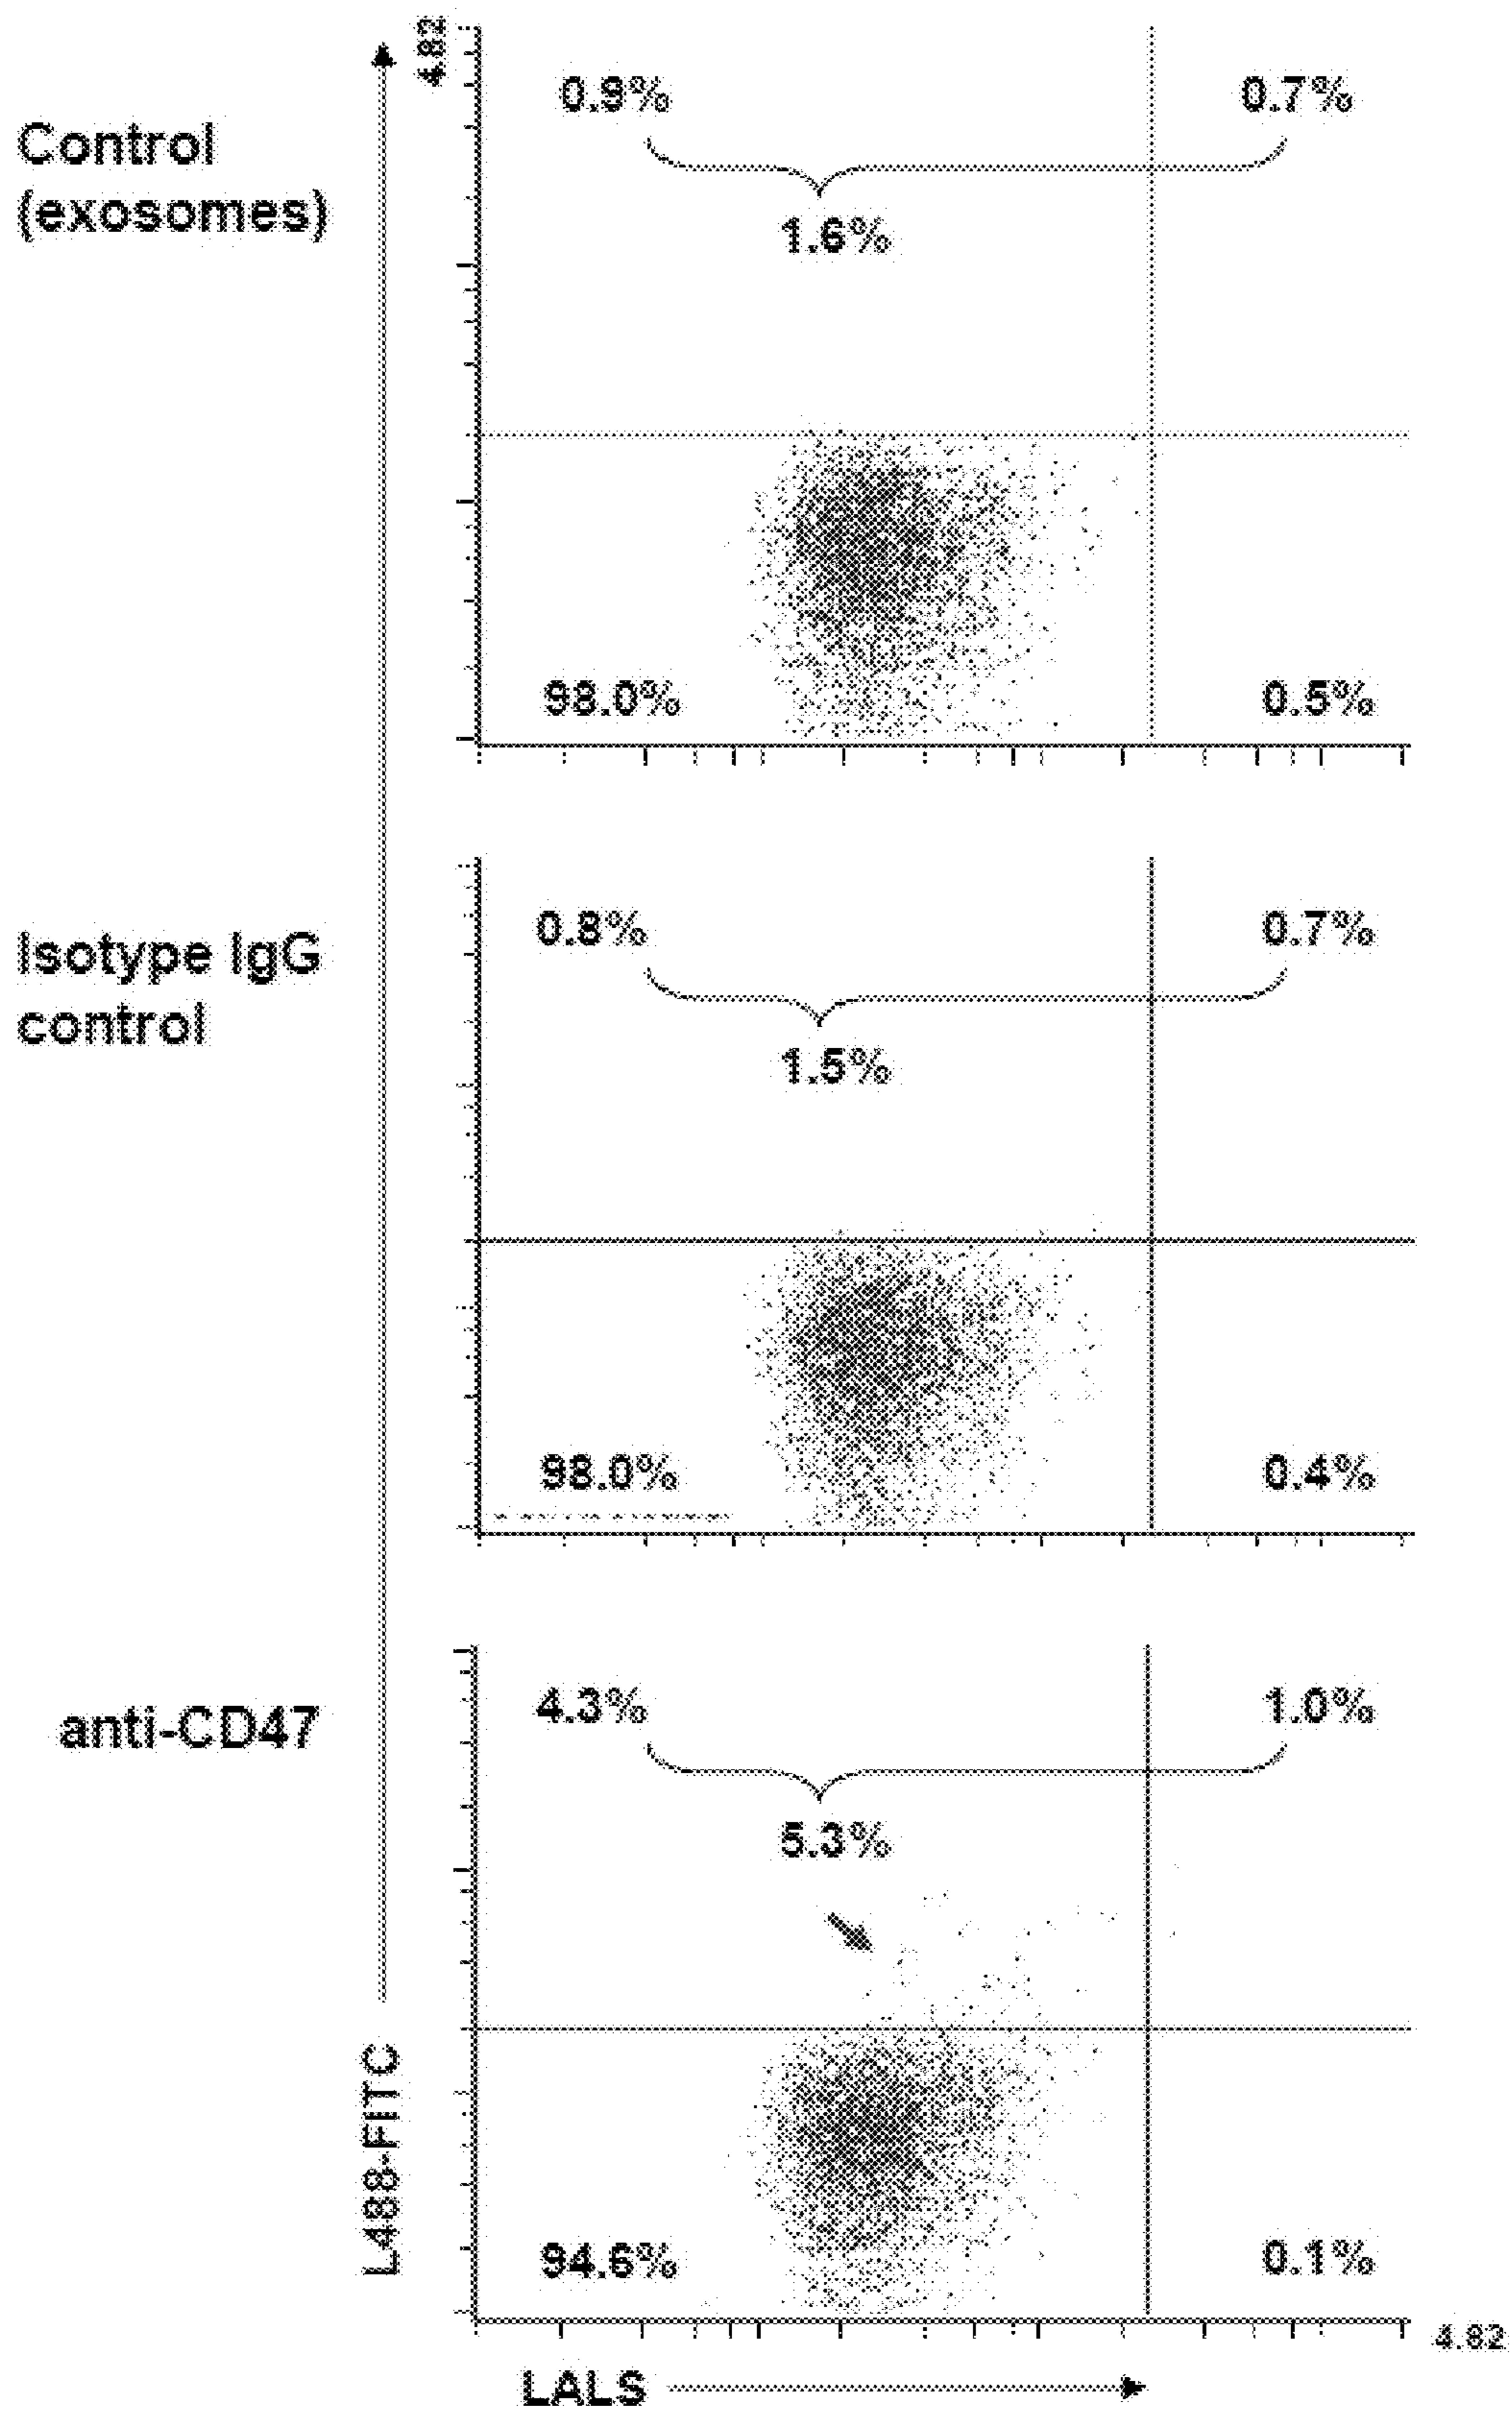 4.82
Control
(exosomes)
0.9%
0.7%
1.6%
98.0%
0.5%
Isotype IgG
control
0.8%
0.7%
1.5%
98.0%
0.4%
anti-CD47
4.3%
1.0%
5.3%
94.6%
0.1%
L488-FITC
4.82
LALS